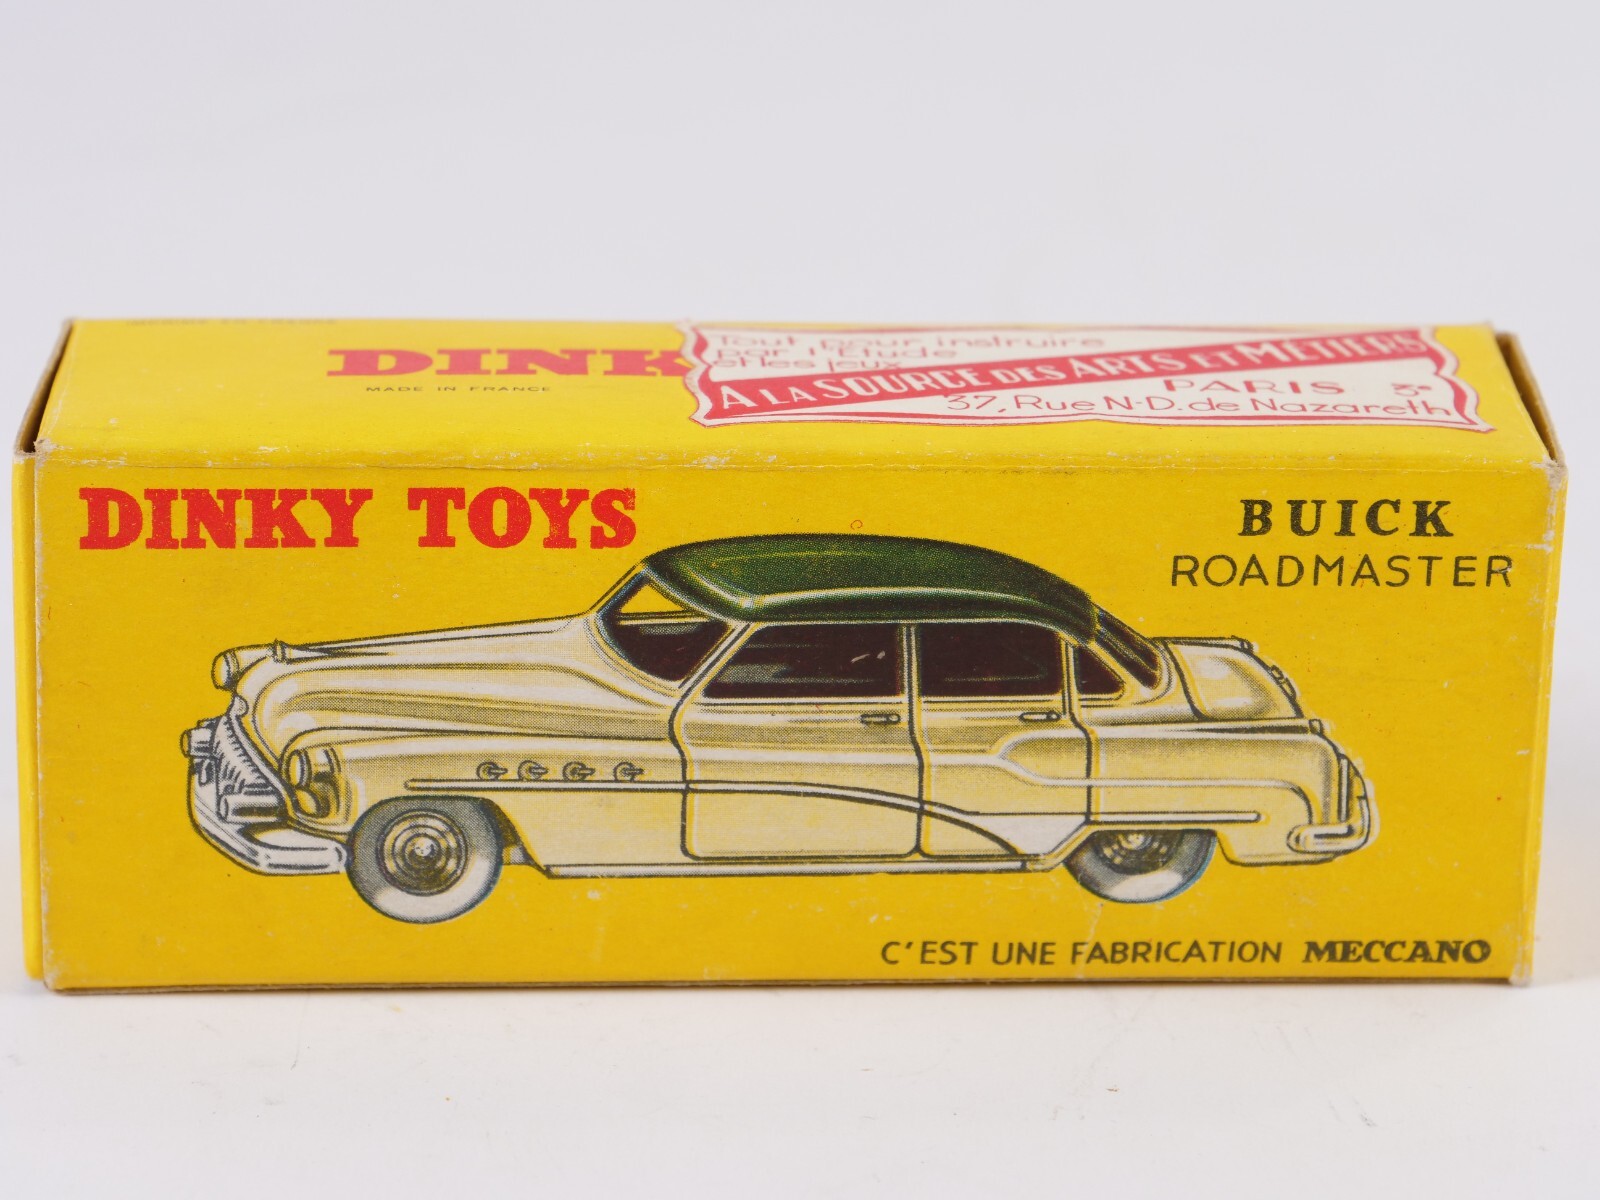 DINK
MADE IN FRANCE
Tout pour instruire
par l'Etude
et les jeux
A LA SOURCE DES ARTS ET METIERS
PARIS 3e
37, Rue N-D. de Nazareth
DINKY TOYS
BUICK
ROADMASTER
C'EST UNE FABRICATION MECCANO